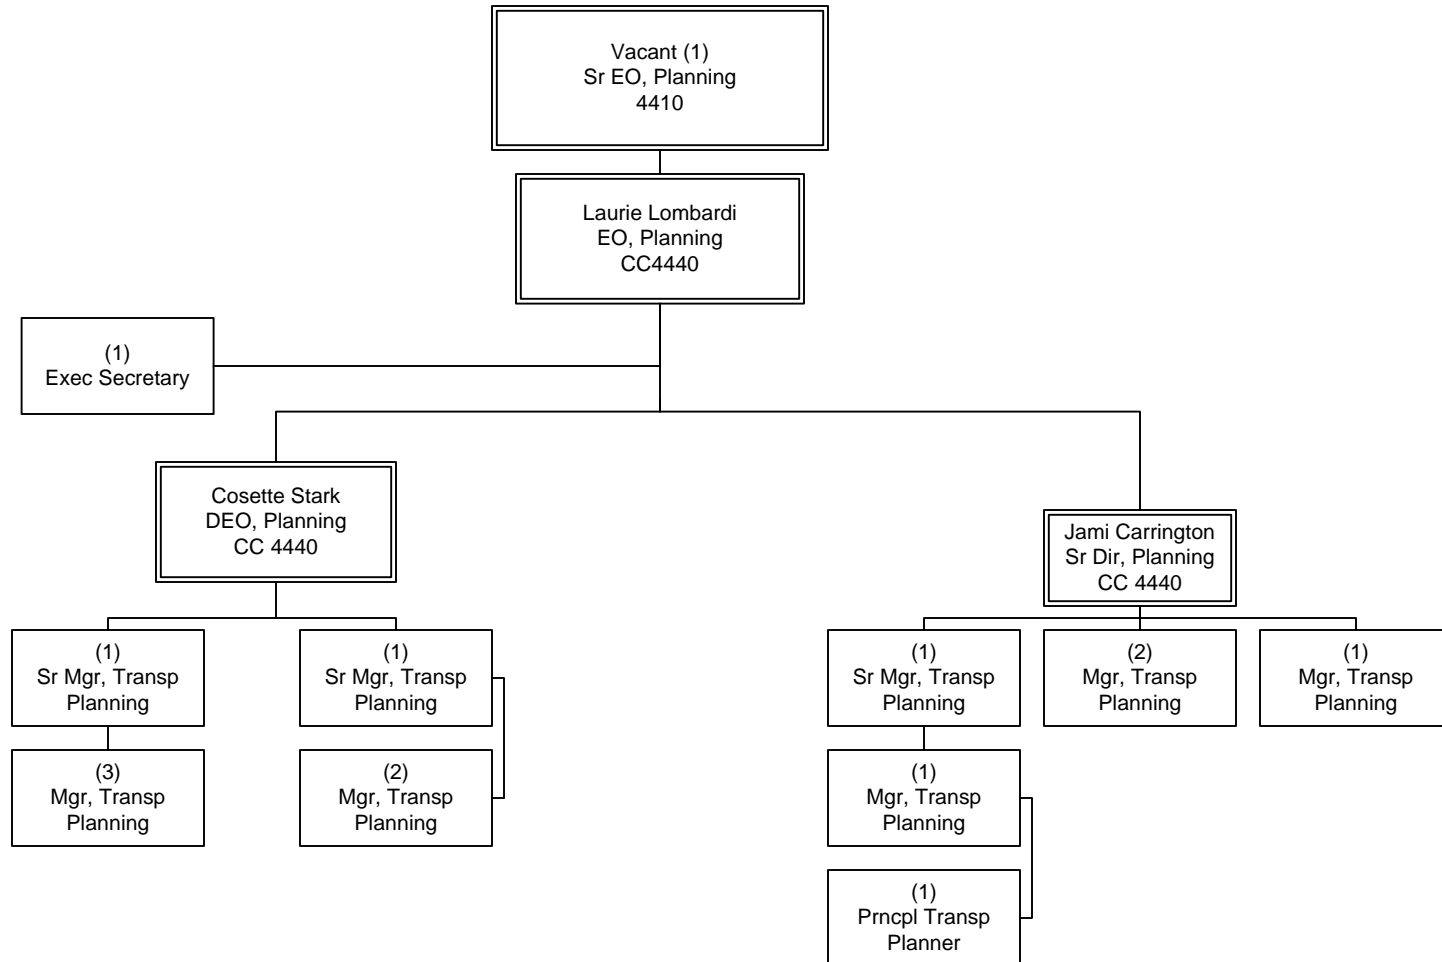 Vacant (1)
Sr EO, Planning
4410
Laurie Lombardi
EO, Planning
CC4440
(1)
Exec Secretary
Cosette Stark
DEO, Planning
CC 4440
Jami Carrington
Sr Dir, Planning
CC 4440
(1)
Sr Mgr, Transp
Planning
(1)
Sr Mgr, Transp
Planning
(1)
Sr Mgr, Transp
Planning
(2)
Mgr, Transp
Planning
(1)
Mgr, Transp
Planning
(3)
Mgr, Transp
Planning
(2)
Mgr, Transp
Planning
(1)
Mgr, Transp
Planning
(1)
Prncpl Transp
Planner